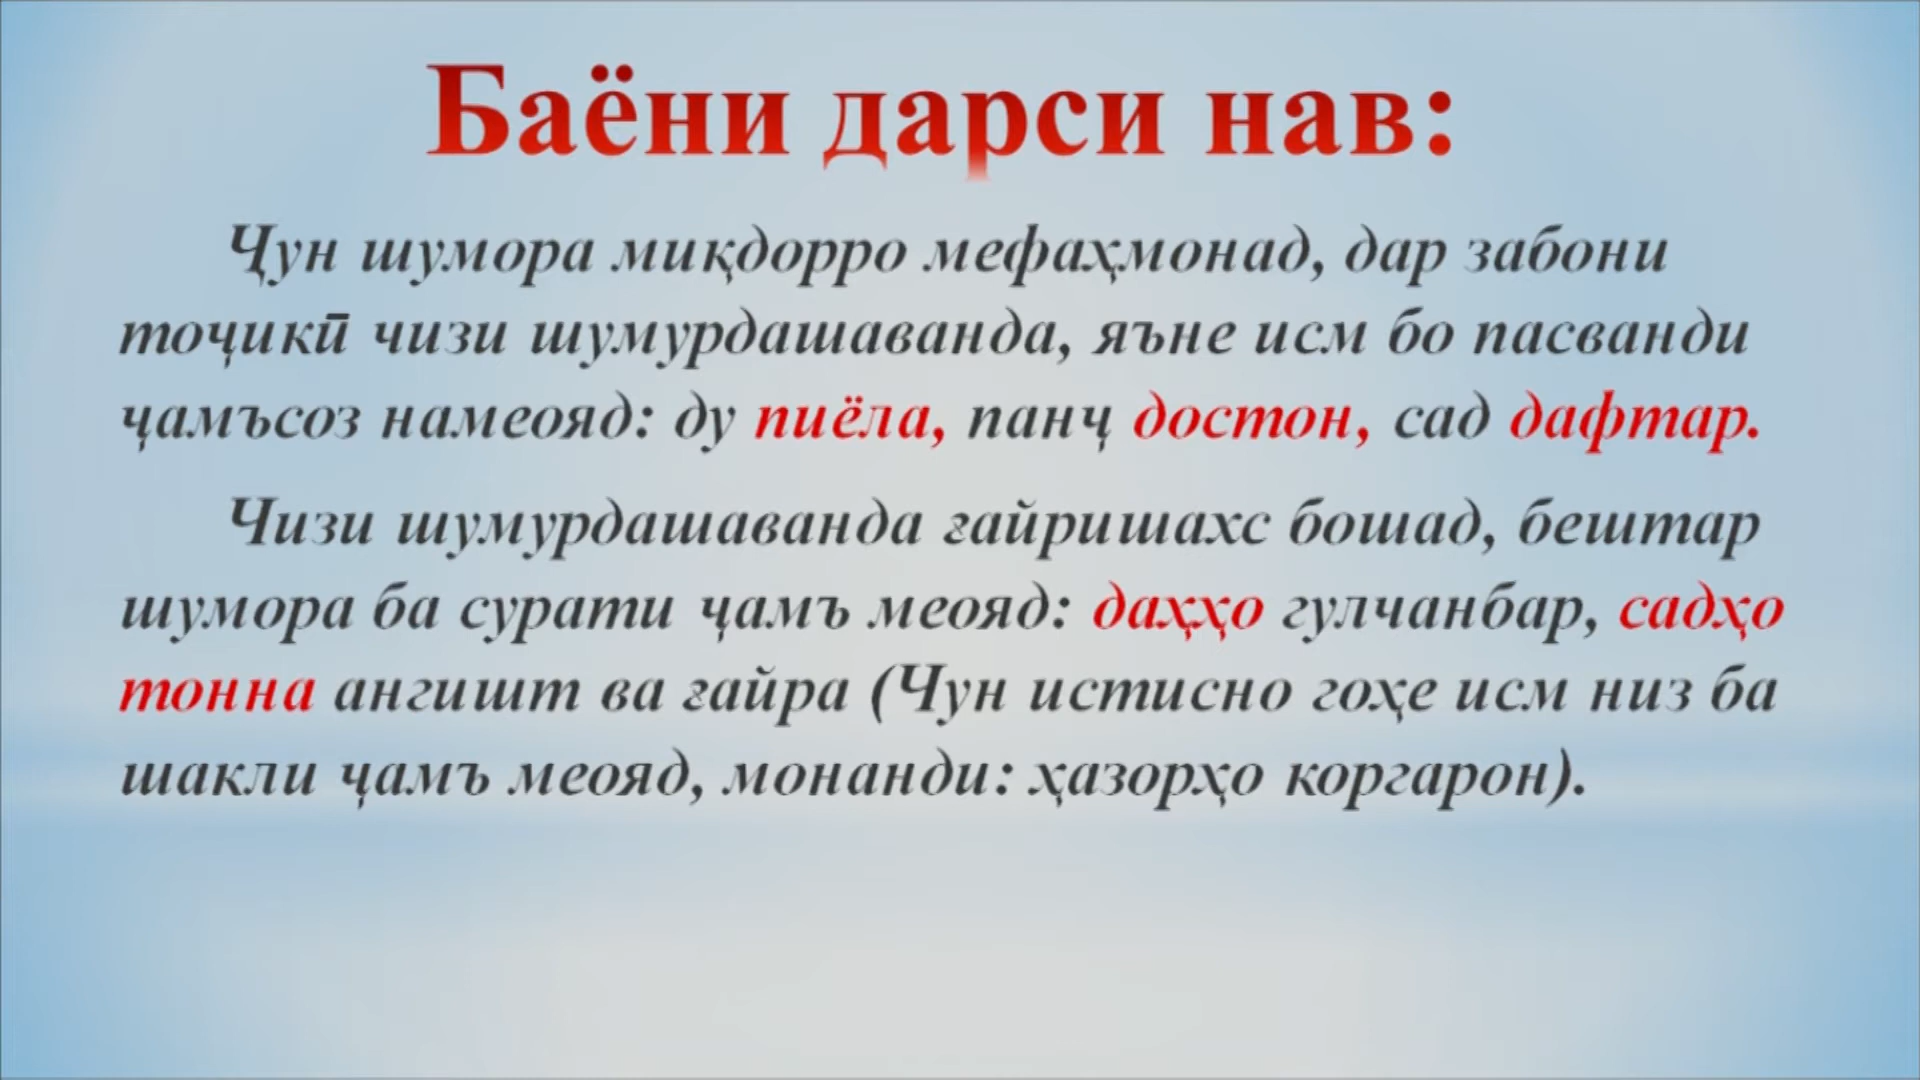 Баёни дарси нав:
Ҷун шумора миқдорро мефаҳмонад, дар забони
тоҷикӣ чизи шумурдашаванда, яъне исм бо пасванди
ҷамъсоз намеояд: ду пиёла, панҷ достон, сад дафтар.
Чизи шумурдашаванда ғайришахс бошад, бештар
шумора ба сурати ҷамъ меояд: даҳҳо гулчанбар, садҳо
тонна ангишт ва ғайра (Чун истисно гоҳе исм низ ба
шакли ҷамъ меояд, монанди: ҳазорҳо коргарон).